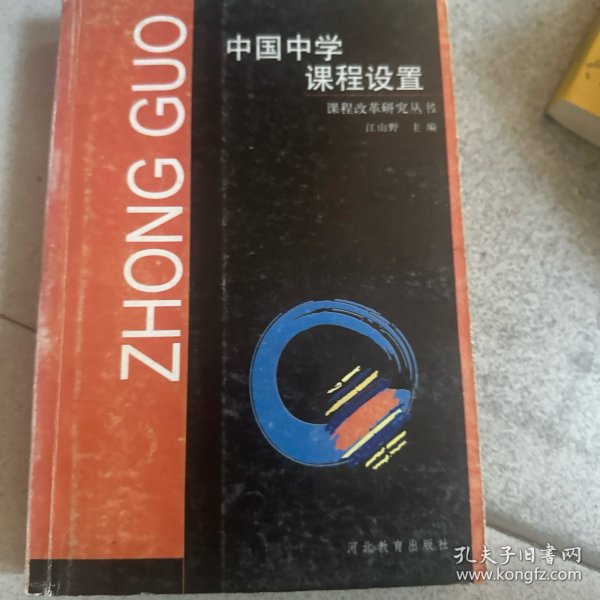 ZHONG GUO
中国中学
课程设置
课程改革研究丛书
江山野 主编
河北教育出版社
孔夫子旧书网
www.kongfz.com